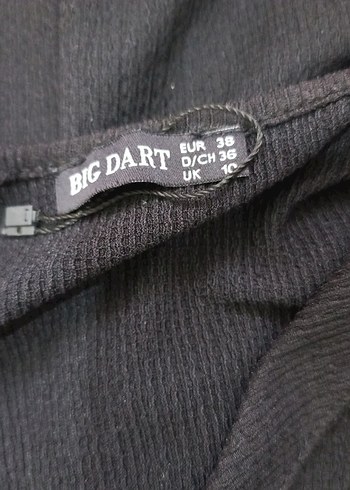 BIG DART
EUR 38
D/CH 36
UK 10